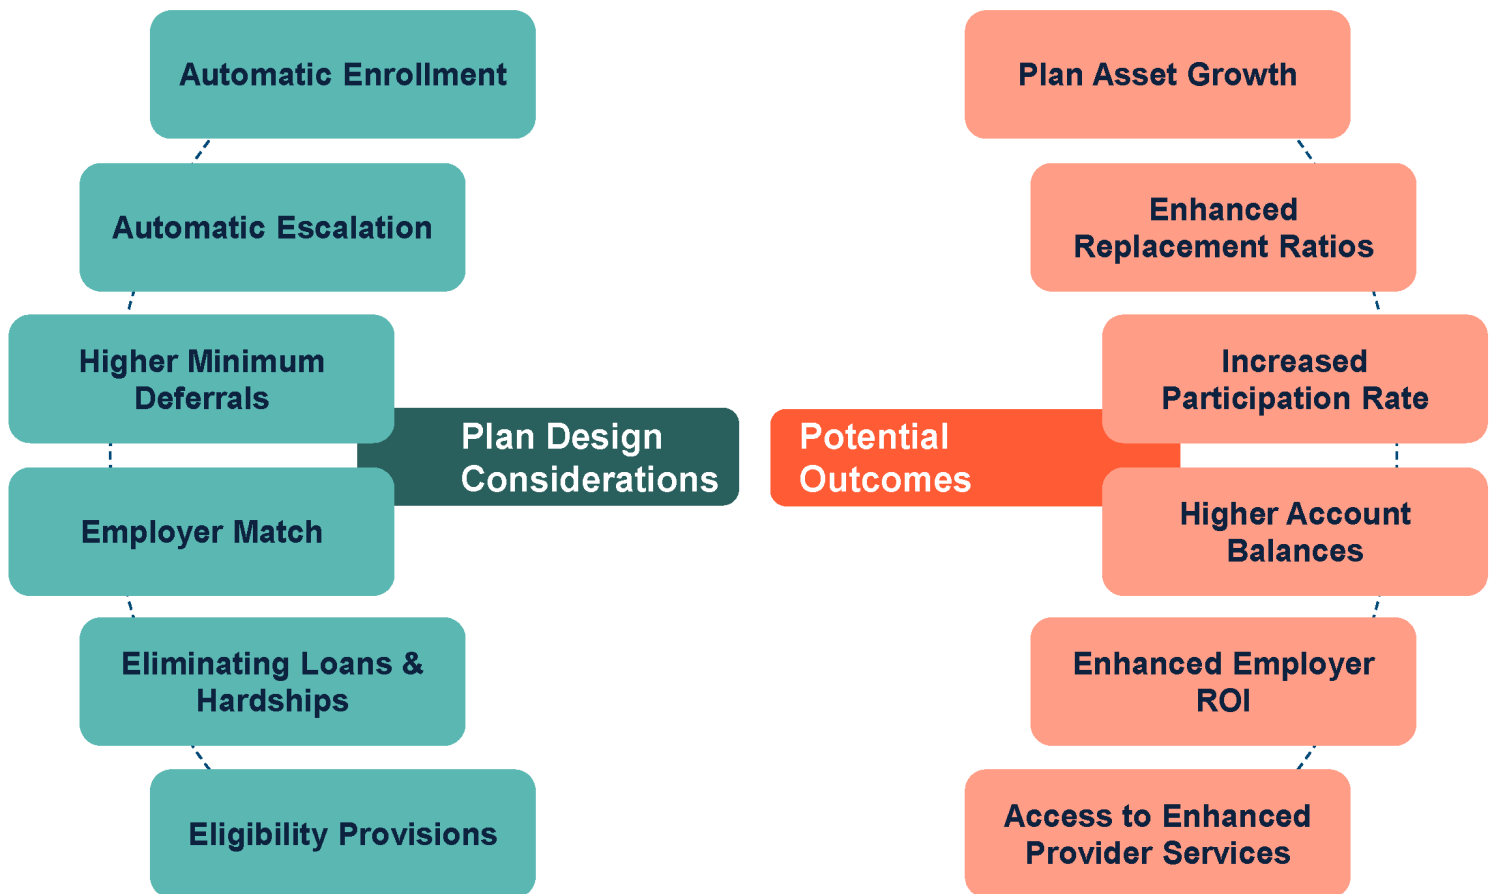 Automatic Enrollment
Automatic Escalation
Higher Minimum
Deferrals
Employer Match
Eliminating Loans &
Hardships
Eligibility Provisions
Plan Design
Considerations
Potential
Outcomes
Plan Asset Growth
Enhanced
Replacement Ratios
Increased
Participation Rate
Higher Account
Balances
Enhanced Employer
ROI
Access to Enhanced
Provider Services